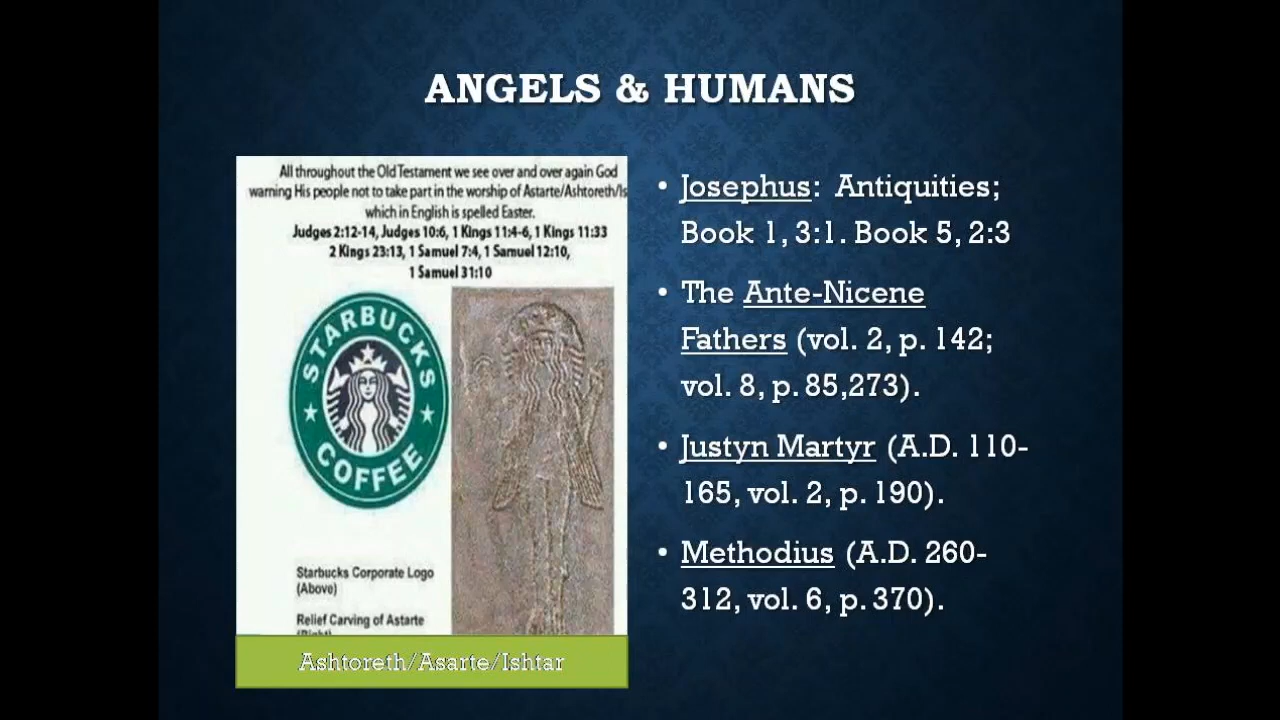 ANGELS & HUMANS
All throughout the Old Testament we see over and over again God
warning His people not to take part in the worship of Astarte/Ashtoreth/Is
which in English is spelled Easter.
Judges 2:12-14, Judges 10:6, 1 Kings 11:4-6, 1 Kings 11:33
2 Kings 23:13, 1 Samuel 7:4, 1 Samuel 12:10,
1 Samuel 31:10
STARBUCKS
COFFEE
Starbucks Corporate Logo
(Above)
Relief Carving of Astarte
(Right)
Ashtoreth/Asarte/Ishtar
• Josephus: Antiquities;
Book 1, 3:1. Book 5, 2:3
• The Ante-Nicene
Fathers (vol. 2, p. 142;
vol. 8, p. 85,273).
• Justyn Martyr (A.D. 110-
165, vol. 2, p. 190).
• Methodius (A.D. 260-
312, vol. 6, p. 370).